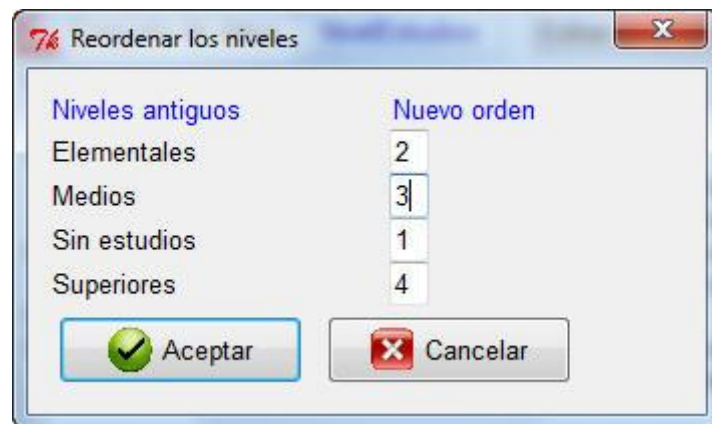 Reordenar los niveles
Niveles antiguos Nuevo orden
Elementales 2
Medios 3
Sin estudios 1
Superiores 4
Aceptar Cancelar